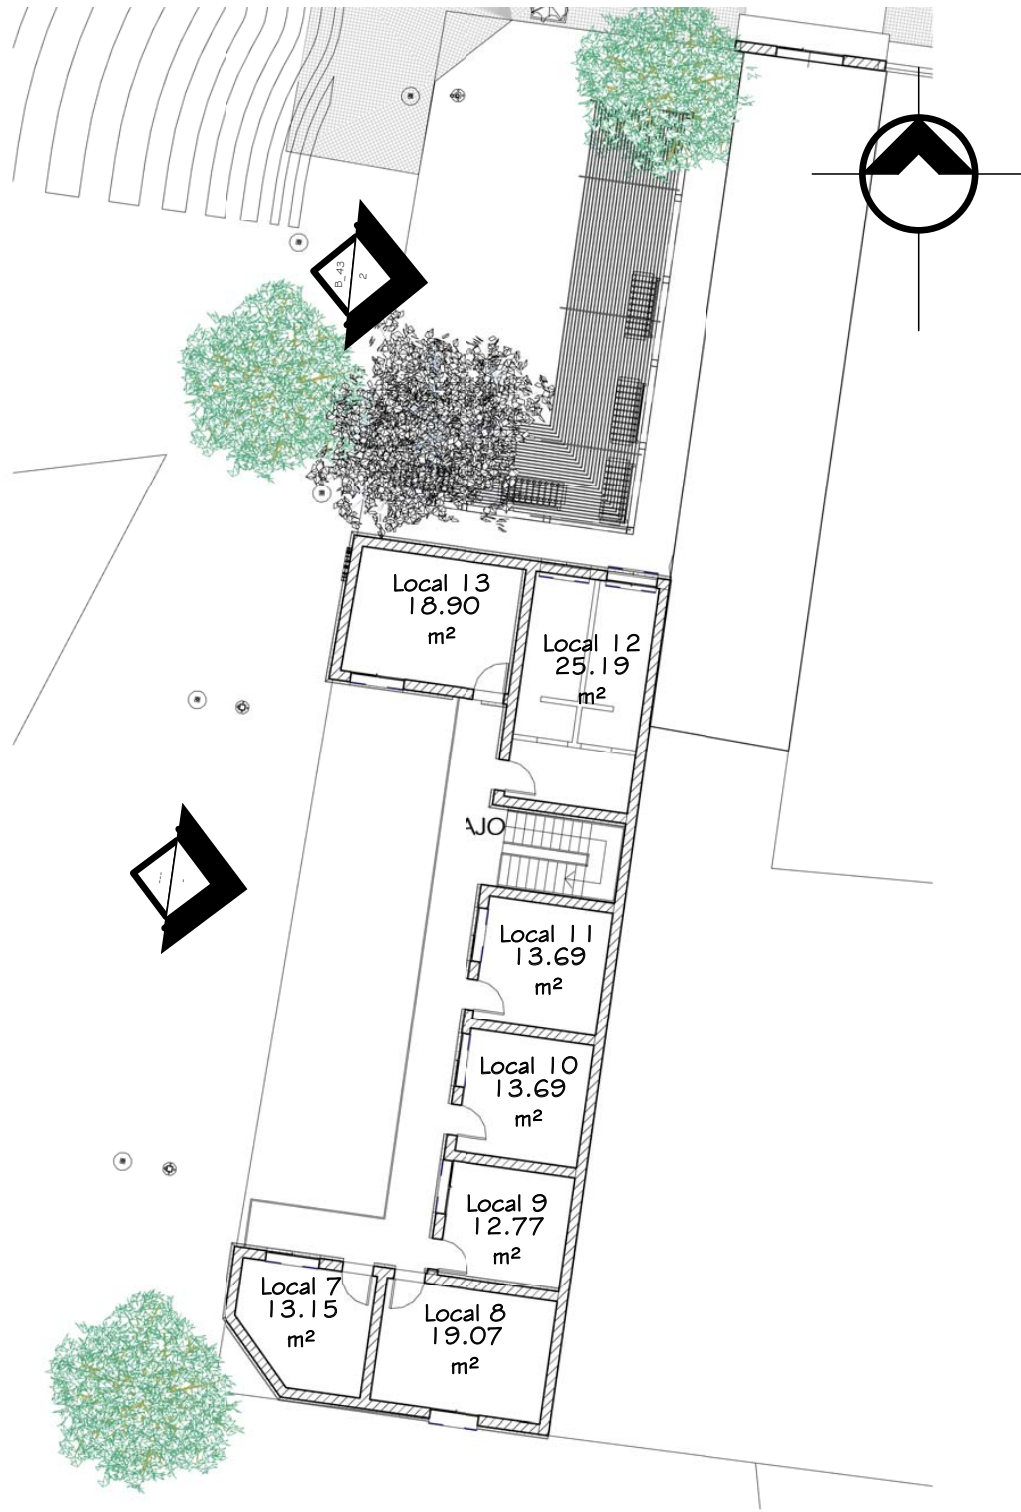 B_43
2
Local 13
18.90
m²
Local 12
25.19
m²
AJO
Local 11
13.69
m²
Local 10
13.69
m²
Local 9
12.77
m²
Local 7
13.15
m²
Local 8
19.07
m²